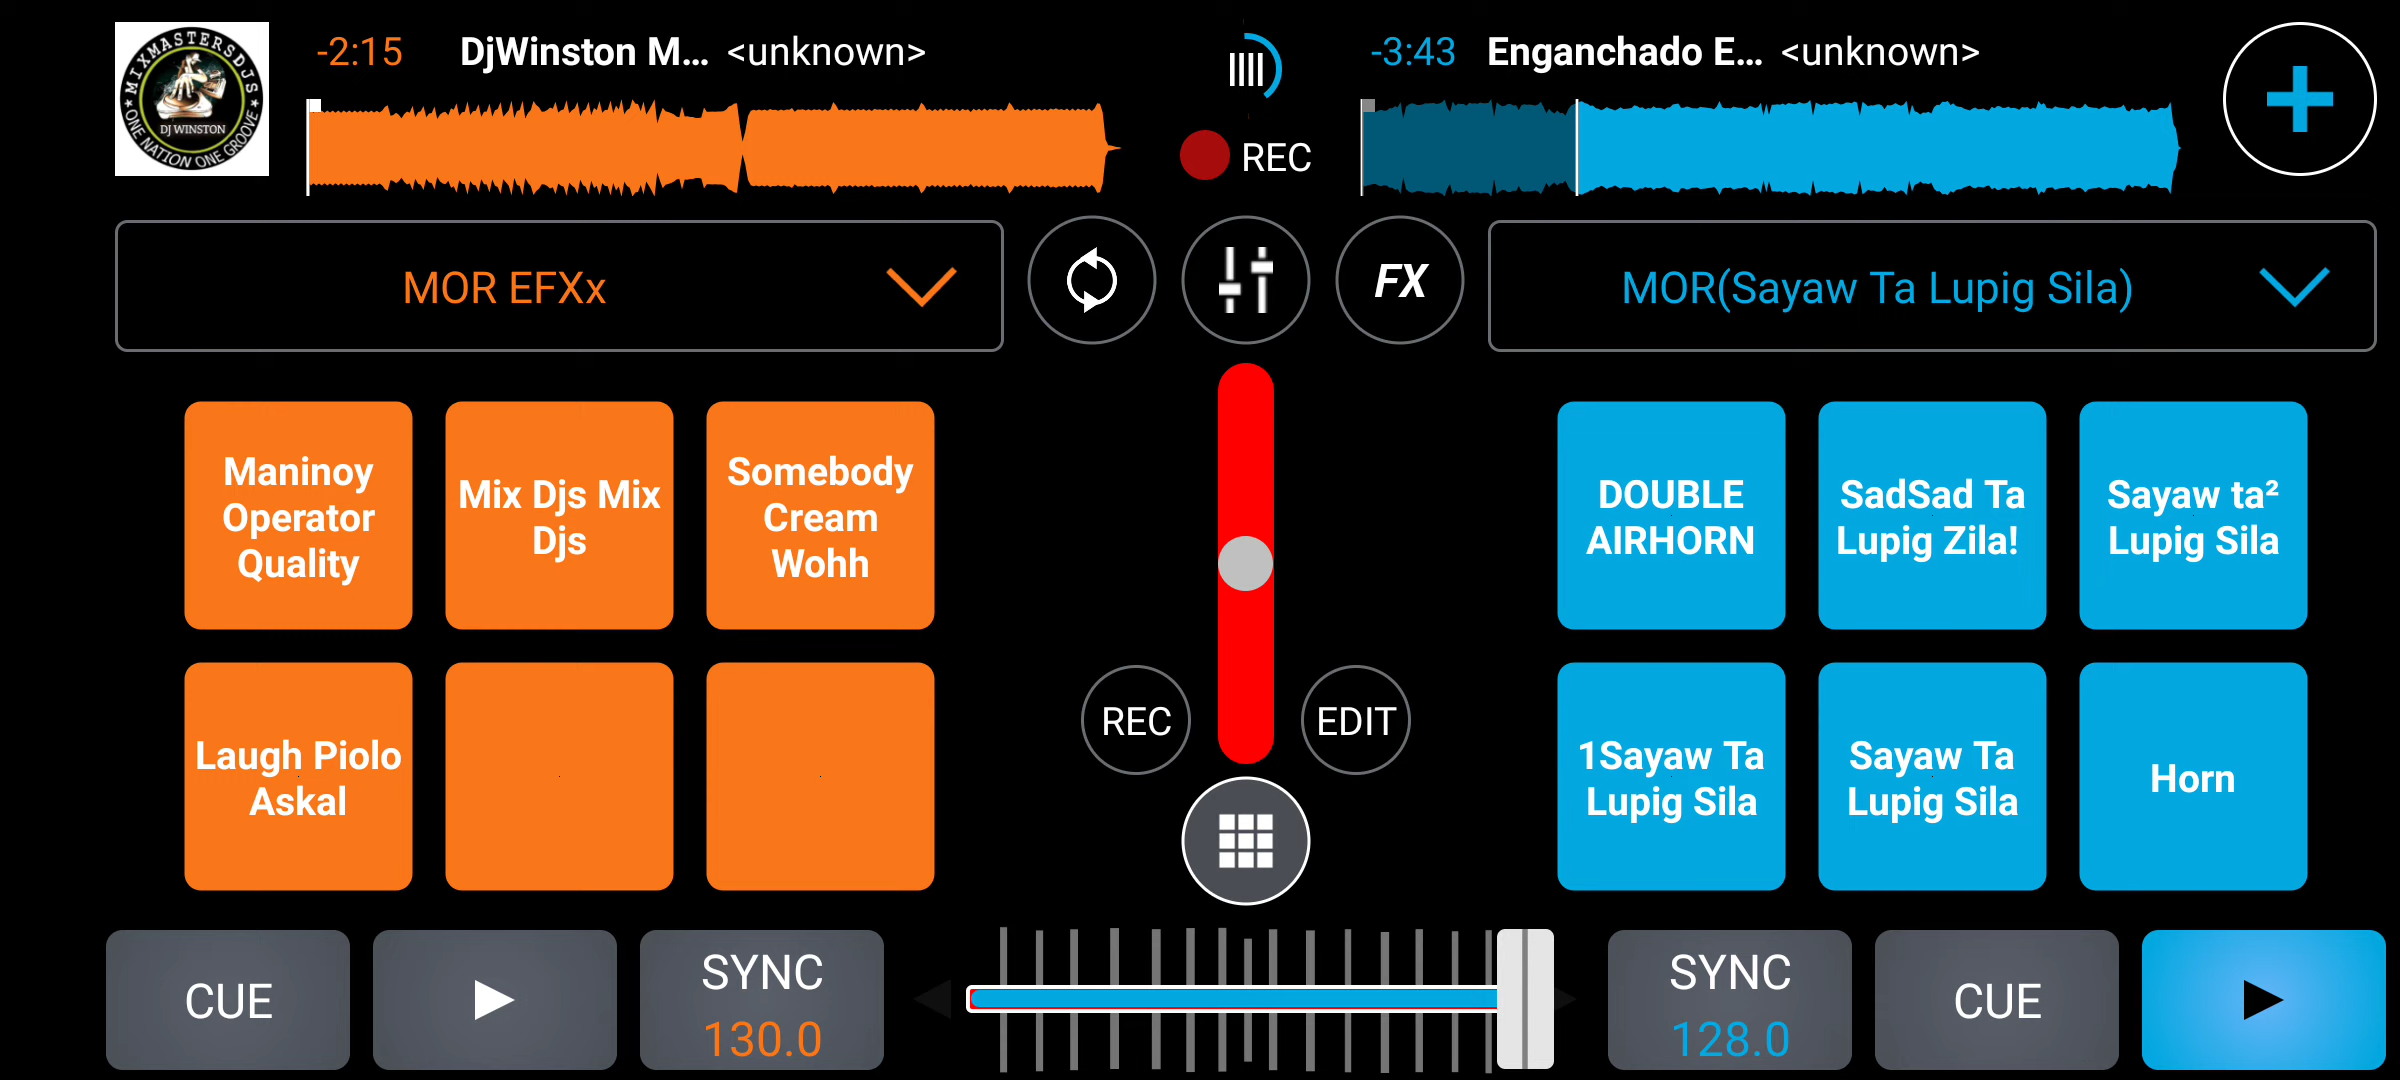 ★ MIXMASTERSDJS ★
DJ WINSTON
ONE NATION ONE GROOVE
-2:15 DjWinston M... <unknown>
-3:43 Enganchado E... <unknown>
REC
MOR EFXx
FX
MOR(Sayaw Ta Lupig Sila)
Maninoy
Operator
Quality
Mix Djs Mix
Djs
Somebody
Cream
Wohh
DOUBLE
AIRHORN
SadSad Ta
Lupig Zila!
Sayaw ta²
Lupig Sila
Laugh Piolo
Askal
REC
EDIT
1Sayaw Ta
Lupig Sila
Sayaw Ta
Lupig Sila
Horn
CUE
SYNC
130.0
SYNC
128.0
CUE